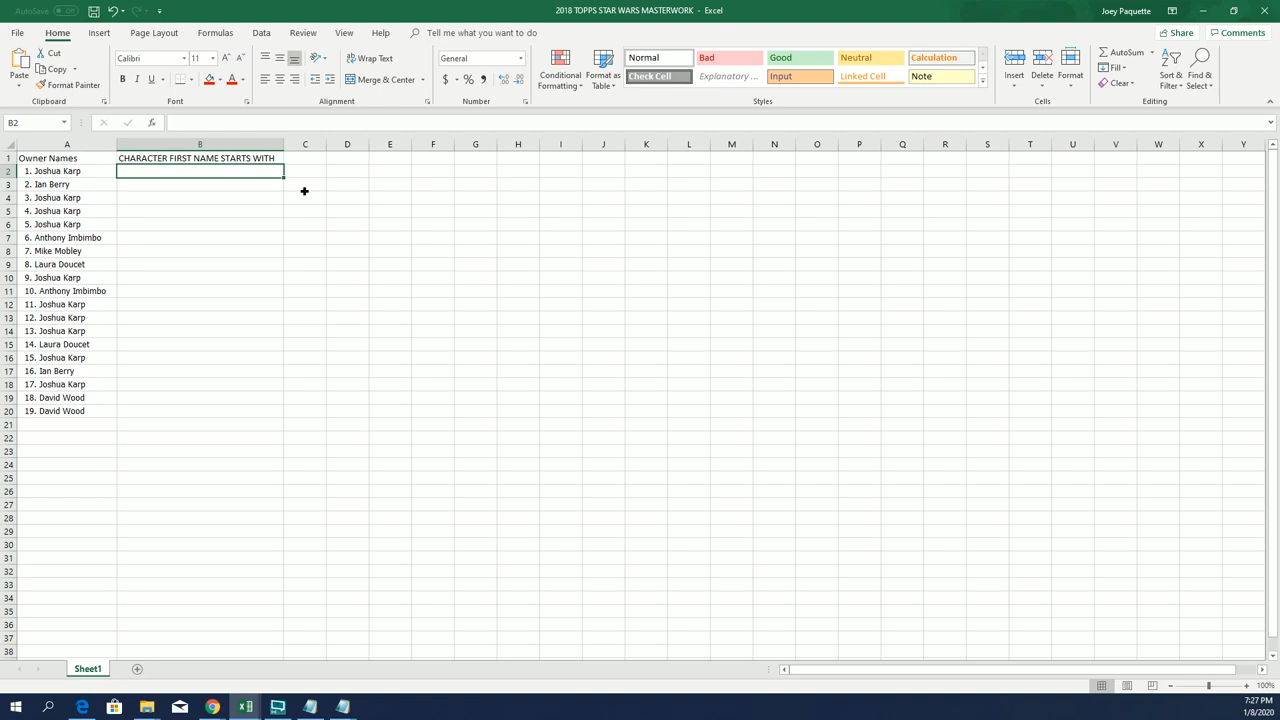 AutoSave Off
2018 TOPPS STAR WARS MASTERWORK - Excel
Joey Paquette
File Home Insert Page Layout Formulas Data Review View Help Tell me what you want to do
Share Comments
Paste
Cut
Copy
Format Painter
Clipboard
Calibri 11
B I U A A A
Font
Wrap Text
Merge & Center
Alignment
General
$ % ,
Number
Conditional Formatting
Format as Table
Normal Bad Good Neutral Calculation
Check Cell Explanatory ... Input Linked Cell Note
Styles
Insert Delete Format
Cells
AutoSum
Fill
Clear
Sort & Filter
Find & Select
Editing
B2 fx
A B C D E F G H I J K L M N O P Q R S T U V W X Y
1 Owner Names CHARACTER FIRST NAME STARTS WITH
2 1. Joshua Karp
3 2. Ian Berry
4 3. Joshua Karp
5 4. Joshua Karp
6 5. Joshua Karp
7 6. Anthony Imbimbo
8 7. Mike Mobley
9 8. Laura Doucet
10 9. Joshua Karp
11 10. Anthony Imbimbo
12 11. Joshua Karp
13 12. Joshua Karp
14 13. Joshua Karp
15 14. Laura Doucet
16 15. Joshua Karp
17 16. Ian Berry
18 17. Joshua Karp
19 18. David Wood
20 19. David Wood
21
22
23
24
25
26
27
28
29
30
31
32
33
34
35
36
37
38
Sheet1
100%
7:27 PM
1/8/2020